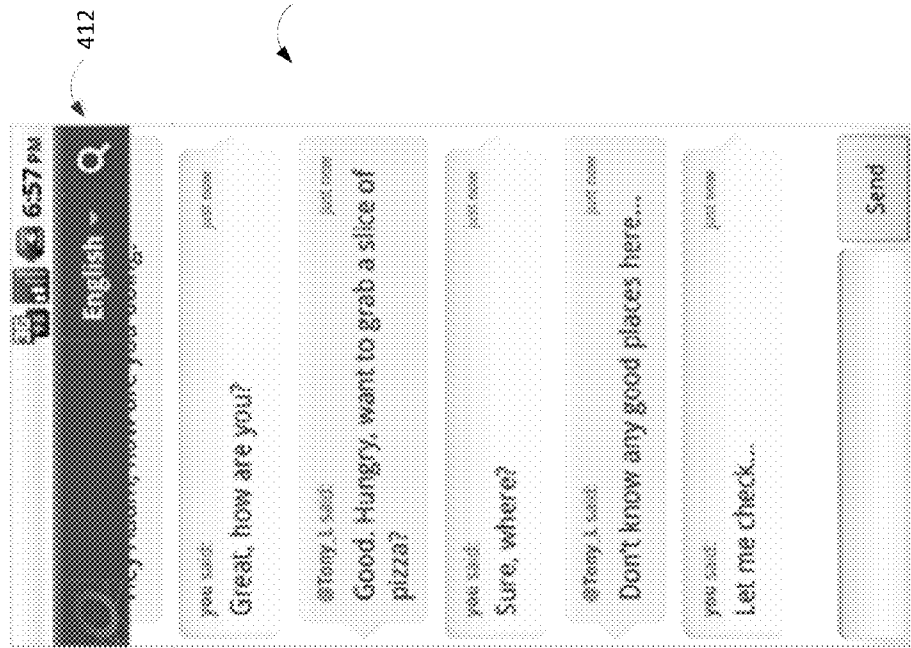 412
6:57 PM
English
you said:
just now
Great, how are you?
@Tony_L said:
just now
Good. Hungry, want to grab a slice of
pizza?
you said:
just now
Sure, where?
@Tony_L said:
just now
Don't know any good places here...
you said:
just now
Let me check...
Send